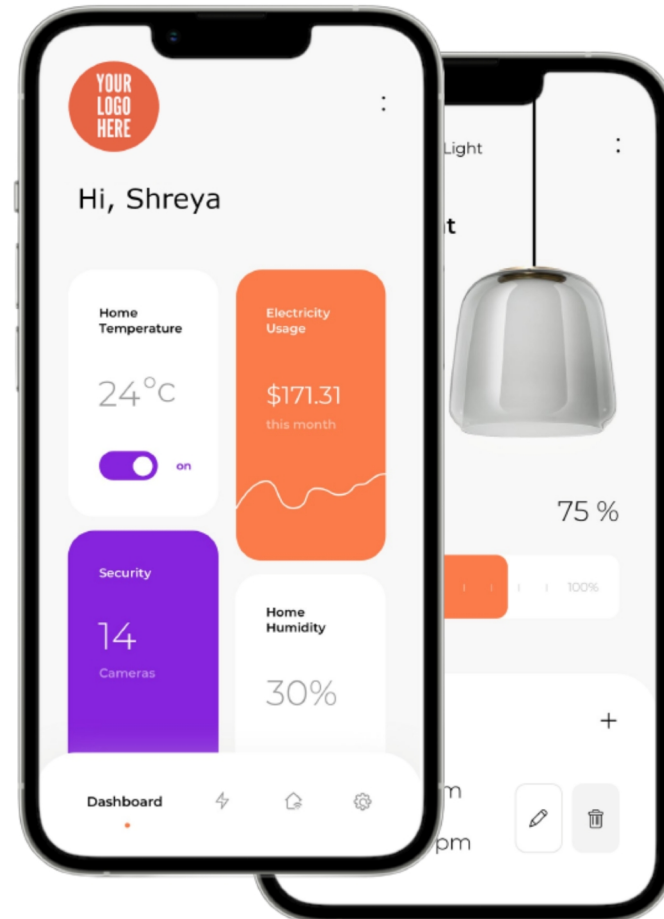 YOUR
LOGO
HERE
Hi, Shreya
Home
Temperature
24°c
on
Electricity
Usage
$171.31
this month
Security
14
Cameras
Home
Humidity
30%
Dashboard
Light
t
75 %
100%
m
pm